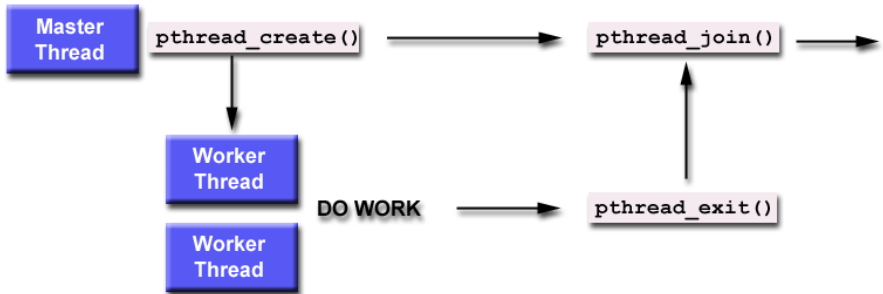 Master
Thread
pthread_create()
pthread_join()
Worker
Thread
DO WORK
pthread_exit()
Worker
Thread